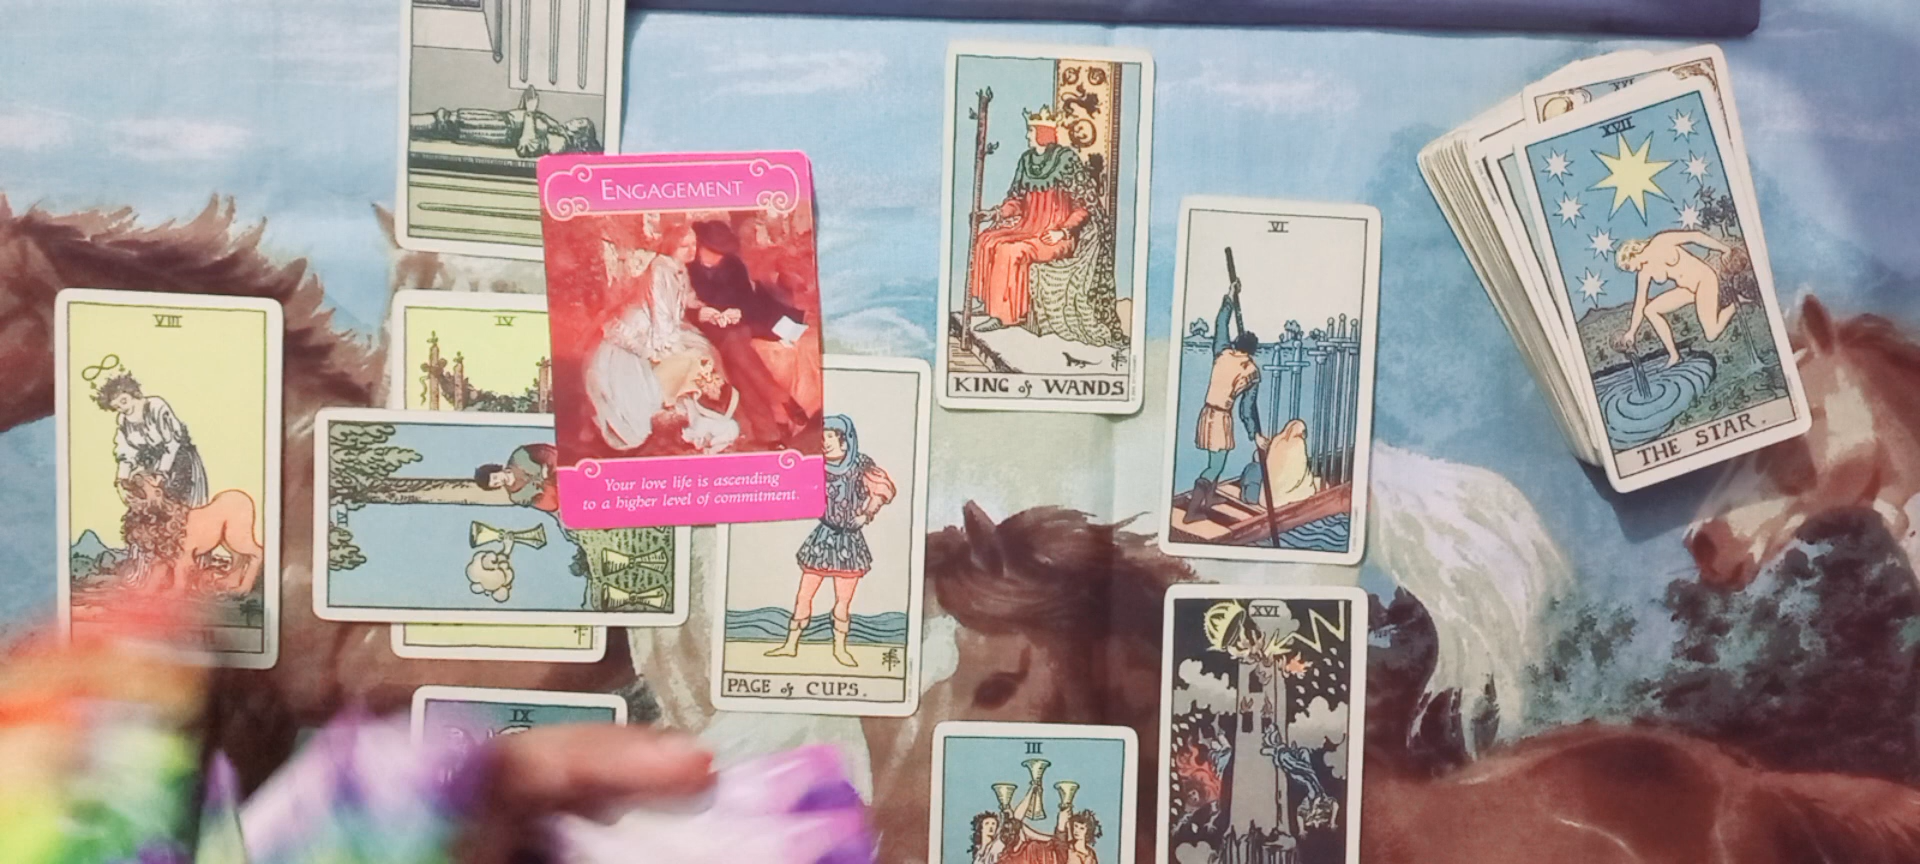 ENGAGEMENT
Your love life is ascending
to a higher level of commitment.
KING of WANDS
VI
XVI
XVII
THE STAR.
VIII
IV
PAGE of CUPS.
IX
III
XVI